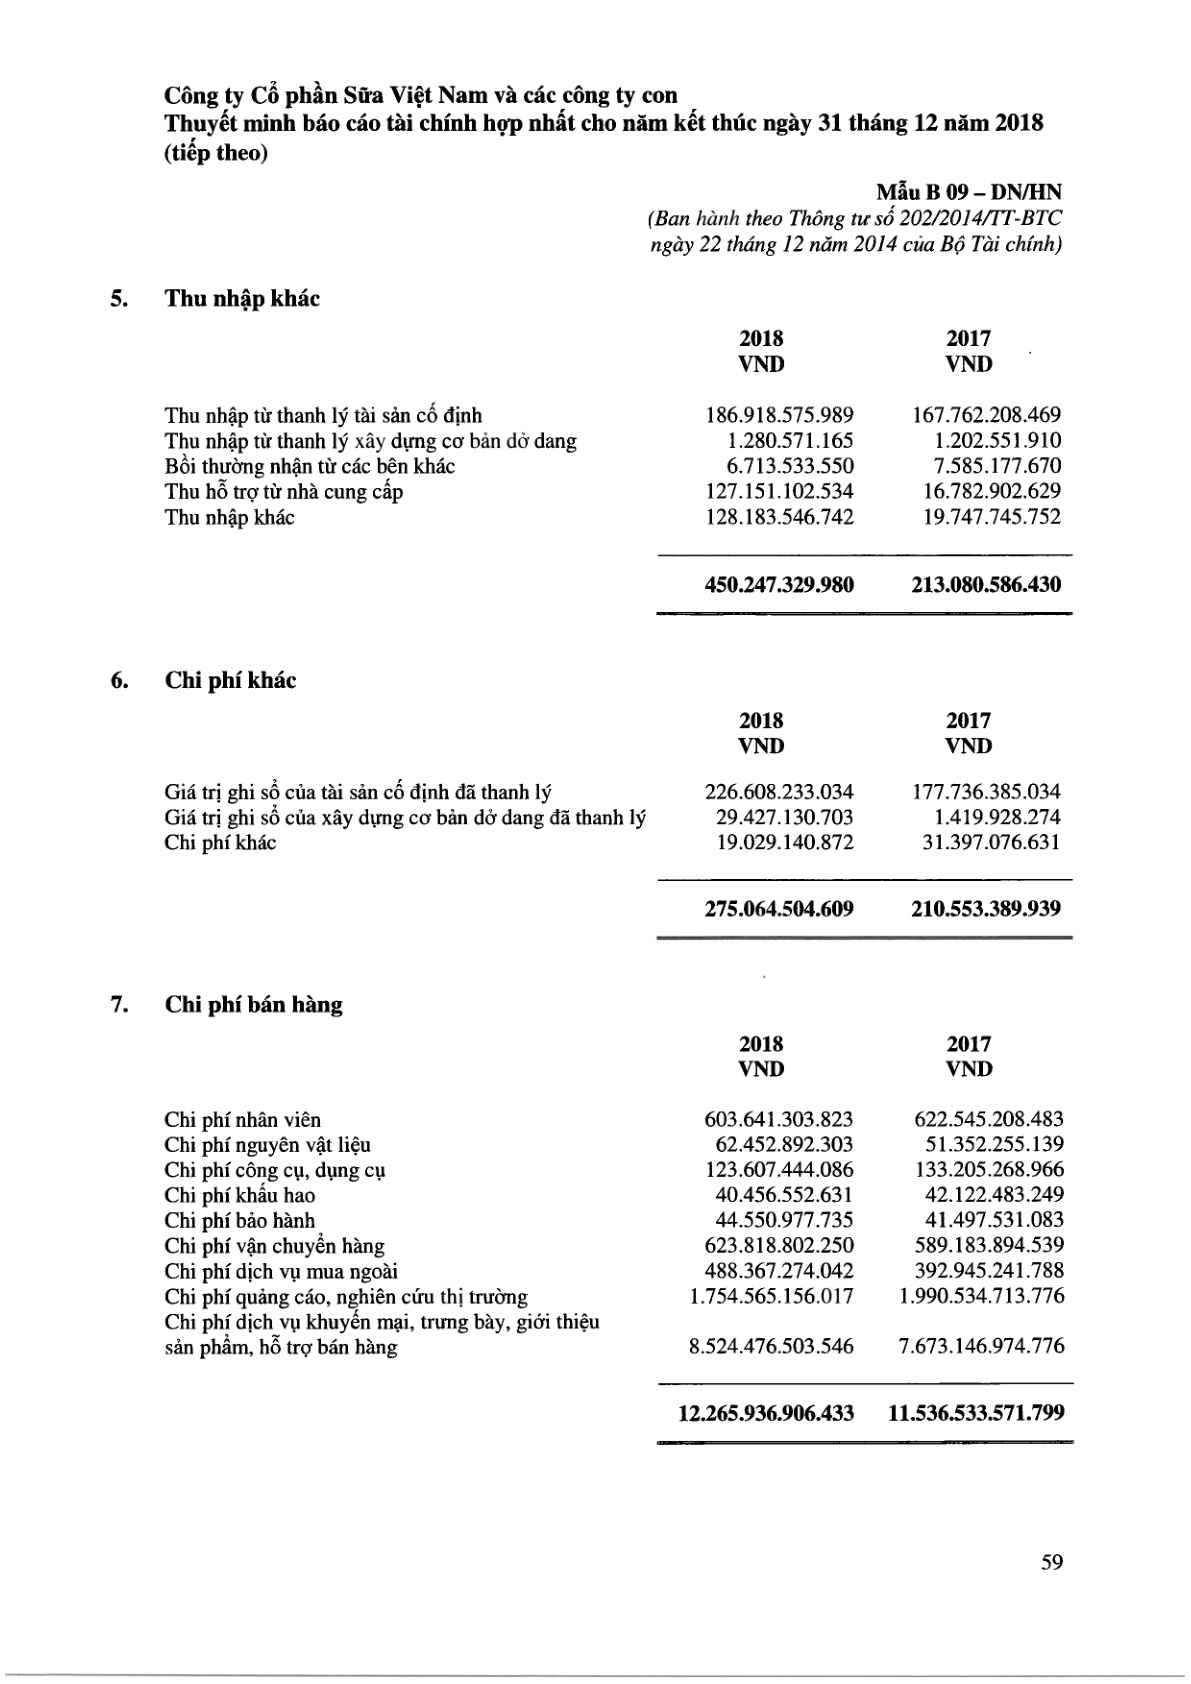 Công ty Cổ phần Sữa Việt Nam và các công ty con
Thuyết minh báo cáo tài chính hợp nhất cho năm kết thúc ngày 31 tháng 12 năm 2018
(tiếp theo)
Mẫu B 09 – DN/HN
(Ban hành theo Thông tư số 202/2014/TT-BTC
ngày 22 tháng 12 năm 2014 của Bộ Tài chính)
5. Thu nhập khác
2018 2017
VND VND
Thu nhập từ thanh lý tài sản cố định 186.918.575.989 167.762.208.469
Thu nhập từ thanh lý xây dựng cơ bản dở dang 1.280.571.165 1.202.551.910
Bồi thường nhận từ các bên khác 6.713.533.550 7.585.177.670
Thu hỗ trợ từ nhà cung cấp 127.151.102.534 16.782.902.629
Thu nhập khác 128.183.546.742 19.747.745.752
450.247.329.980 213.080.586.430
6. Chi phí khác
2018 2017
VND VND
Giá trị ghi sổ của tài sản cố định đã thanh lý 226.608.233.034 177.736.385.034
Giá trị ghi sổ của xây dựng cơ bản dở dang đã thanh lý 29.427.130.703 1.419.928.274
Chi phí khác 19.029.140.872 31.397.076.631
275.064.504.609 210.553.389.939
7. Chi phí bán hàng
2018 2017
VND VND
Chi phí nhân viên 603.641.303.823 622.545.208.483
Chi phí nguyên vật liệu 62.452.892.303 51.352.255.139
Chi phí công cụ, dụng cụ 123.607.444.086 133.205.268.966
Chi phí khấu hao 40.456.552.631 42.122.483.249
Chi phí bảo hành 44.550.977.735 41.497.531.083
Chi phí vận chuyển hàng 623.818.802.250 589.183.894.539
Chi phí dịch vụ mua ngoài 488.367.274.042 392.945.241.788
Chi phí quảng cáo, nghiên cứu thị trường 1.754.565.156.017 1.990.534.713.776
Chi phí dịch vụ khuyến mại, trưng bày, giới thiệu
sản phẩm, hỗ trợ bán hàng 8.524.476.503.546 7.673.146.974.776
12.265.936.906.433 11.536.533.571.799
59